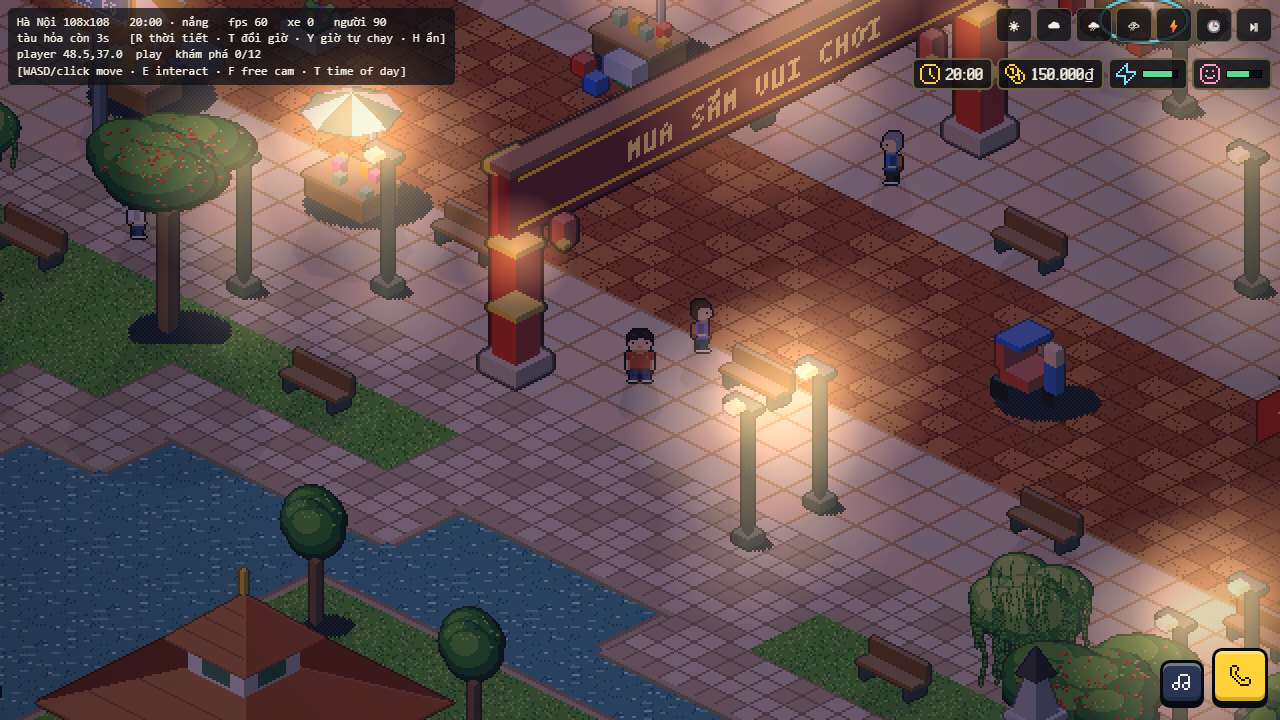 Hà Nội 108x108 20:00 · nắng fps 60 xe 0 người 90
tàu hỏa còn 3s [R thời tiết · T đổi giờ · Y giờ tự chạy · H ẩn]
player 48.5,37.0 play khám phá 0/12
[WASD/click move · E interact · F free cam · T time of day]
20:00
150.000₫
MUA SẮM VUI CHƠI